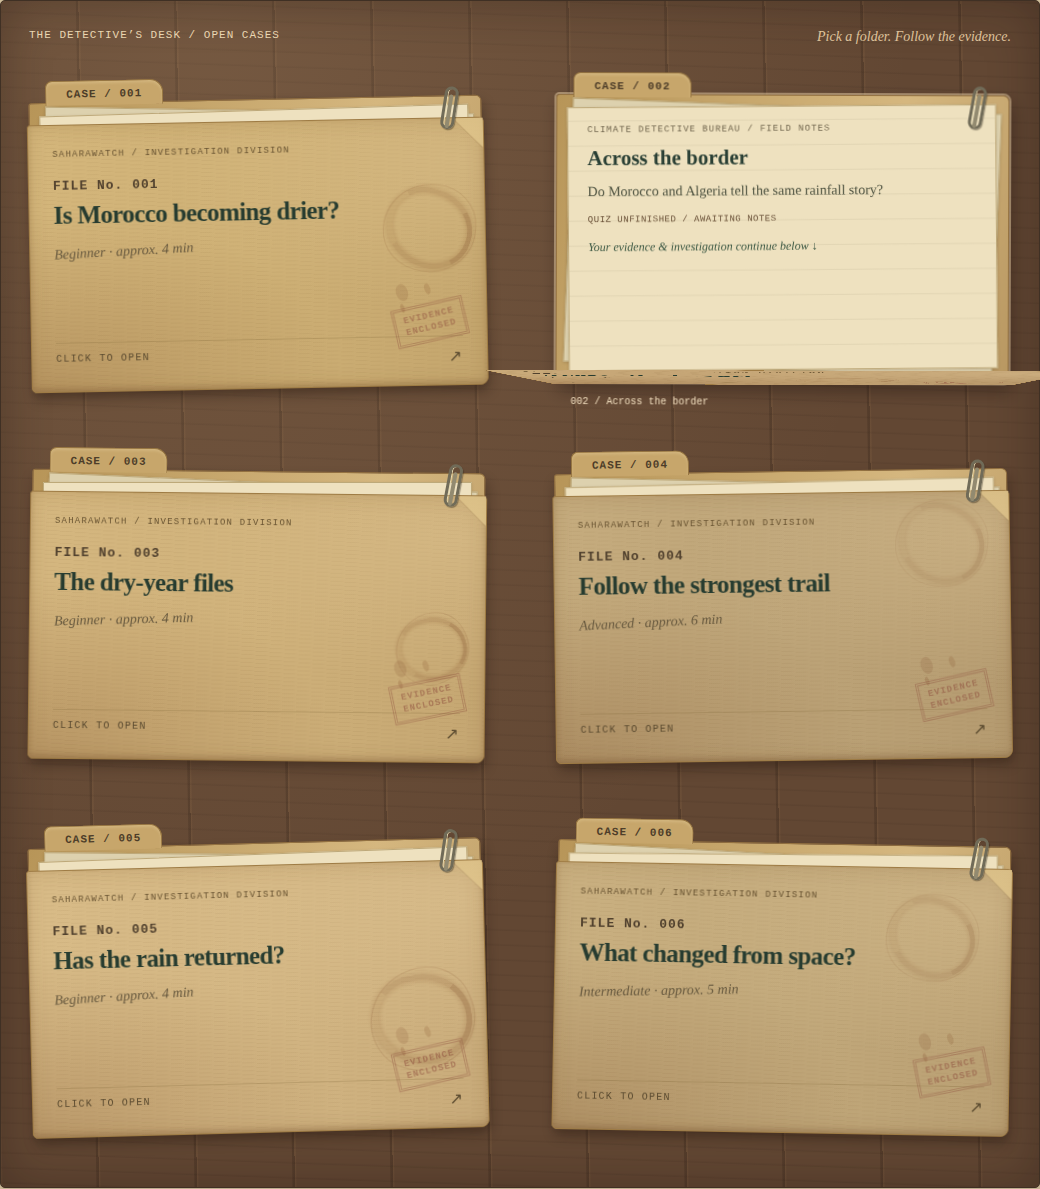 THE DETECTIVE’S DESK / OPEN CASES
Pick a folder. Follow the evidence.
CASE / 001
SAHARAWATCH / INVESTIGATION DIVISION
FILE No. 001
Is Morocco becoming drier?
Beginner · approx. 4 min
EVIDENCE
ENCLOSED
CLICK TO OPEN
↗
CASE / 002
CLIMATE DETECTIVE BUREAU / FIELD NOTES
Across the border
Do Morocco and Algeria tell the same rainfall story?
QUIZ UNFINISHED / AWAITING NOTES
Your evidence & investigation continue below ↓
002 / Across the border
CASE / 003
SAHARAWATCH / INVESTIGATION DIVISION
FILE No. 003
The dry-year files
Beginner · approx. 4 min
EVIDENCE
ENCLOSED
CLICK TO OPEN
↗
CASE / 004
SAHARAWATCH / INVESTIGATION DIVISION
FILE No. 004
Follow the strongest trail
Advanced · approx. 6 min
EVIDENCE
ENCLOSED
CLICK TO OPEN
↗
CASE / 005
SAHARAWATCH / INVESTIGATION DIVISION
FILE No. 005
Has the rain returned?
Beginner · approx. 4 min
EVIDENCE
ENCLOSED
CLICK TO OPEN
↗
CASE / 006
SAHARAWATCH / INVESTIGATION DIVISION
FILE No. 006
What changed from space?
Intermediate · approx. 5 min
EVIDENCE
ENCLOSED
CLICK TO OPEN
↗